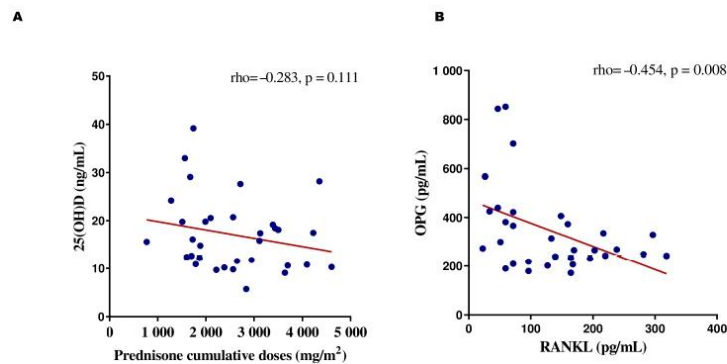 A
B
rho=–0.283, p = 0.111
rho=–0.454, p = 0.008
50
40
30
20
10
0
25(OH)D (ng/mL)
0 1 000 2 000 3 000 4 000 5 000
Prednisone cumulative doses (mg/m²)
1 000
800
600
400
200
0
OPG (pg/mL)
0 100 200 300 400
RANKL (pg/mL)